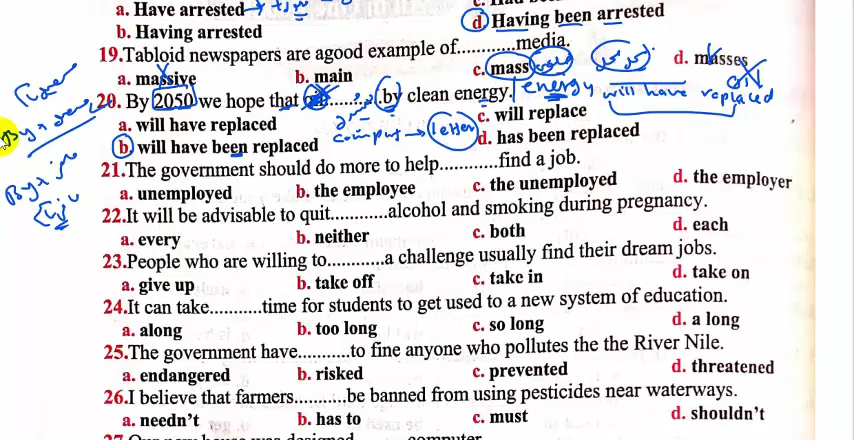 a. Have arrested
d. Having been arrested
b. Having arrested
19.Tabloid newspapers are agood example of............media.
a. massive b. main c. mass d. masses
20. By 2050 we hope that .........by clean energy. energy will have replaced oil
a. will have replaced c. will replace
b. will have been replaced d. has been replaced
letter
21.The government should do more to help...........find a job.
a. unemployed b. the employee c. the unemployed d. the employer
22.It will be advisable to quit............alcohol and smoking during pregnancy.
a. every b. neither c. both d. each
23.People who are willing to............a challenge usually find their dream jobs.
a. give up b. take off c. take in d. take on
24.It can take...........time for students to get used to a new system of education.
a. along b. too long c. so long d. a long
25.The government have...........to fine anyone who pollutes the the River Nile.
a. endangered b. risked c. prevented d. threatened
26.I believe that farmers...........be banned from using pesticides near waterways.
a. needn't b. has to c. must d. shouldn't
computer